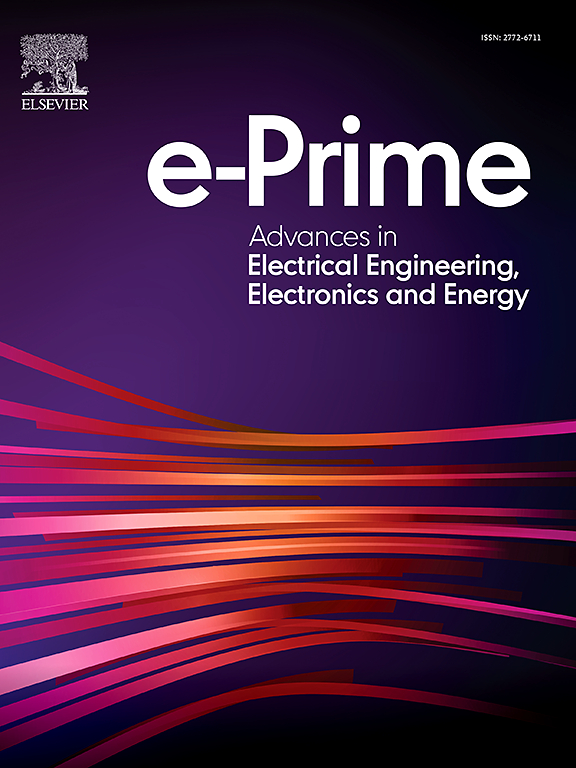 ISSN: 2772-6711
ELSEVIER
e-Prime
Advances in
Electrical Engineering,
Electronics and Energy